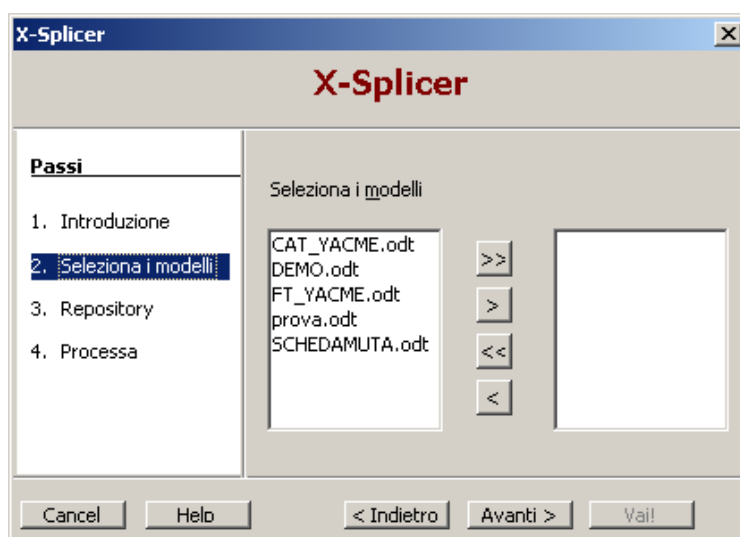 X-Splicer
X-Splicer
Passi
1. Introduzione
2. Seleziona i modelli
3. Repository
4. Processa
Seleziona i modelli
CAT_YACME.odt
DEMO.odt
FT_YACME.odt
prova.odt
SCHEDAMUTA.odt
>>
>
<<
<
Cancel
Help
< Indietro
Avanti >
Vai!